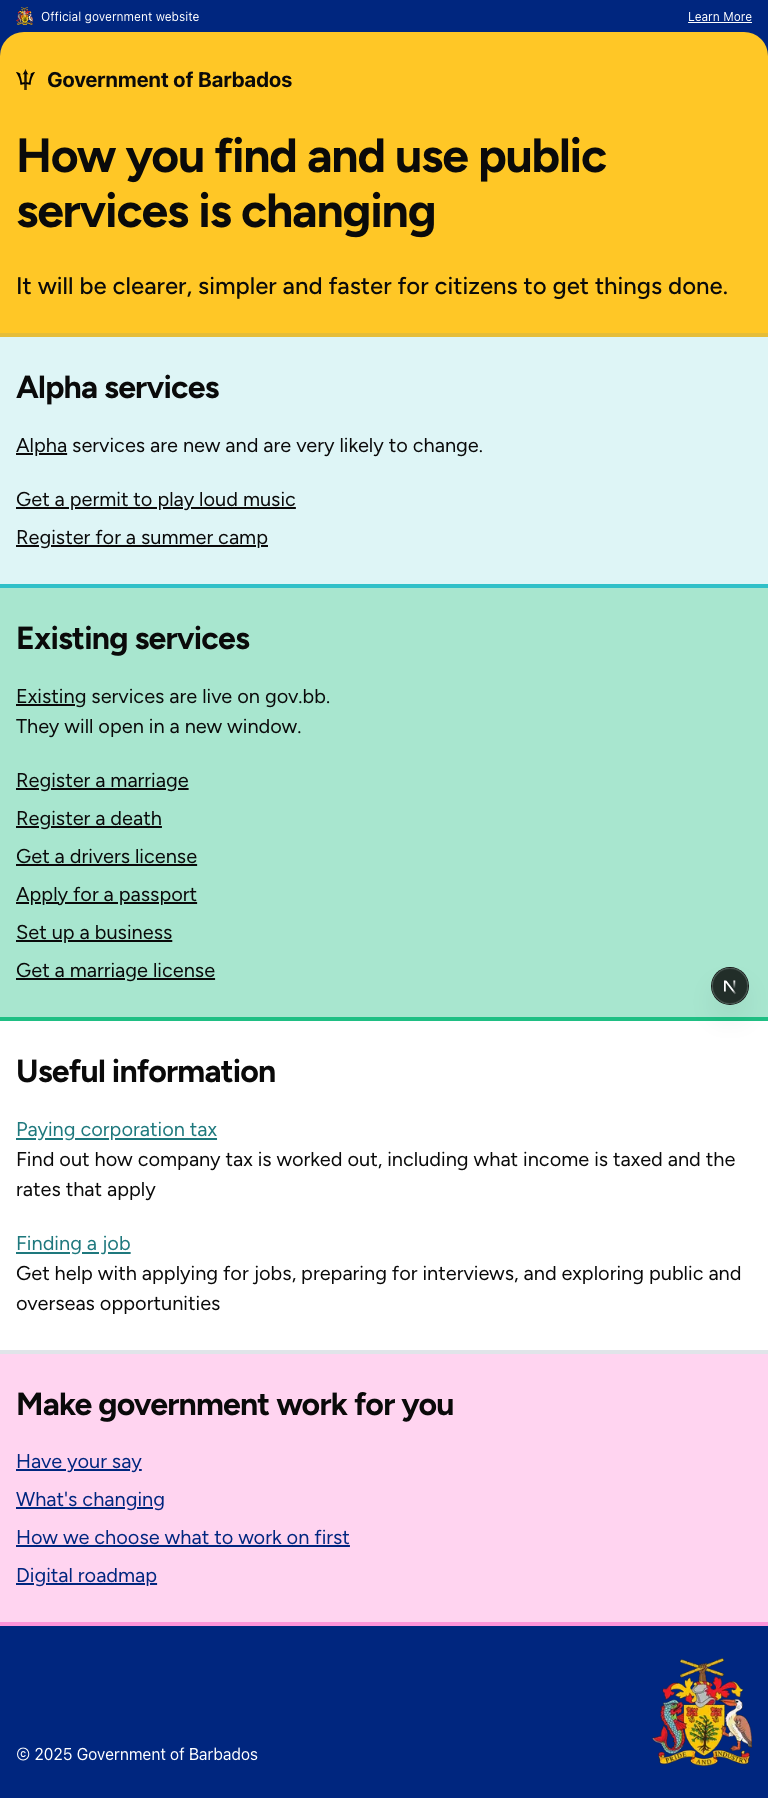 Official government website
Learn More
Government of Barbados
How you find and use public
services is changing
It will be clearer, simpler and faster for citizens to get things done.
Alpha services
Alpha services are new and are very likely to change.
Get a permit to play loud music
Register for a summer camp
Existing services
Existing services are live on gov.bb.
They will open in a new window.
Register a marriage
Register a death
Get a drivers license
Apply for a passport
Set up a business
Get a marriage license
N
Useful information
Paying corporation tax
Find out how company tax is worked out, including what income is taxed and the
rates that apply
Finding a job
Get help with applying for jobs, preparing for interviews, and exploring public and
overseas opportunities
Make government work for you
Have your say
What's changing
How we choose what to work on first
Digital roadmap
PRIDE AND INDUSTRY
© 2025 Government of Barbados